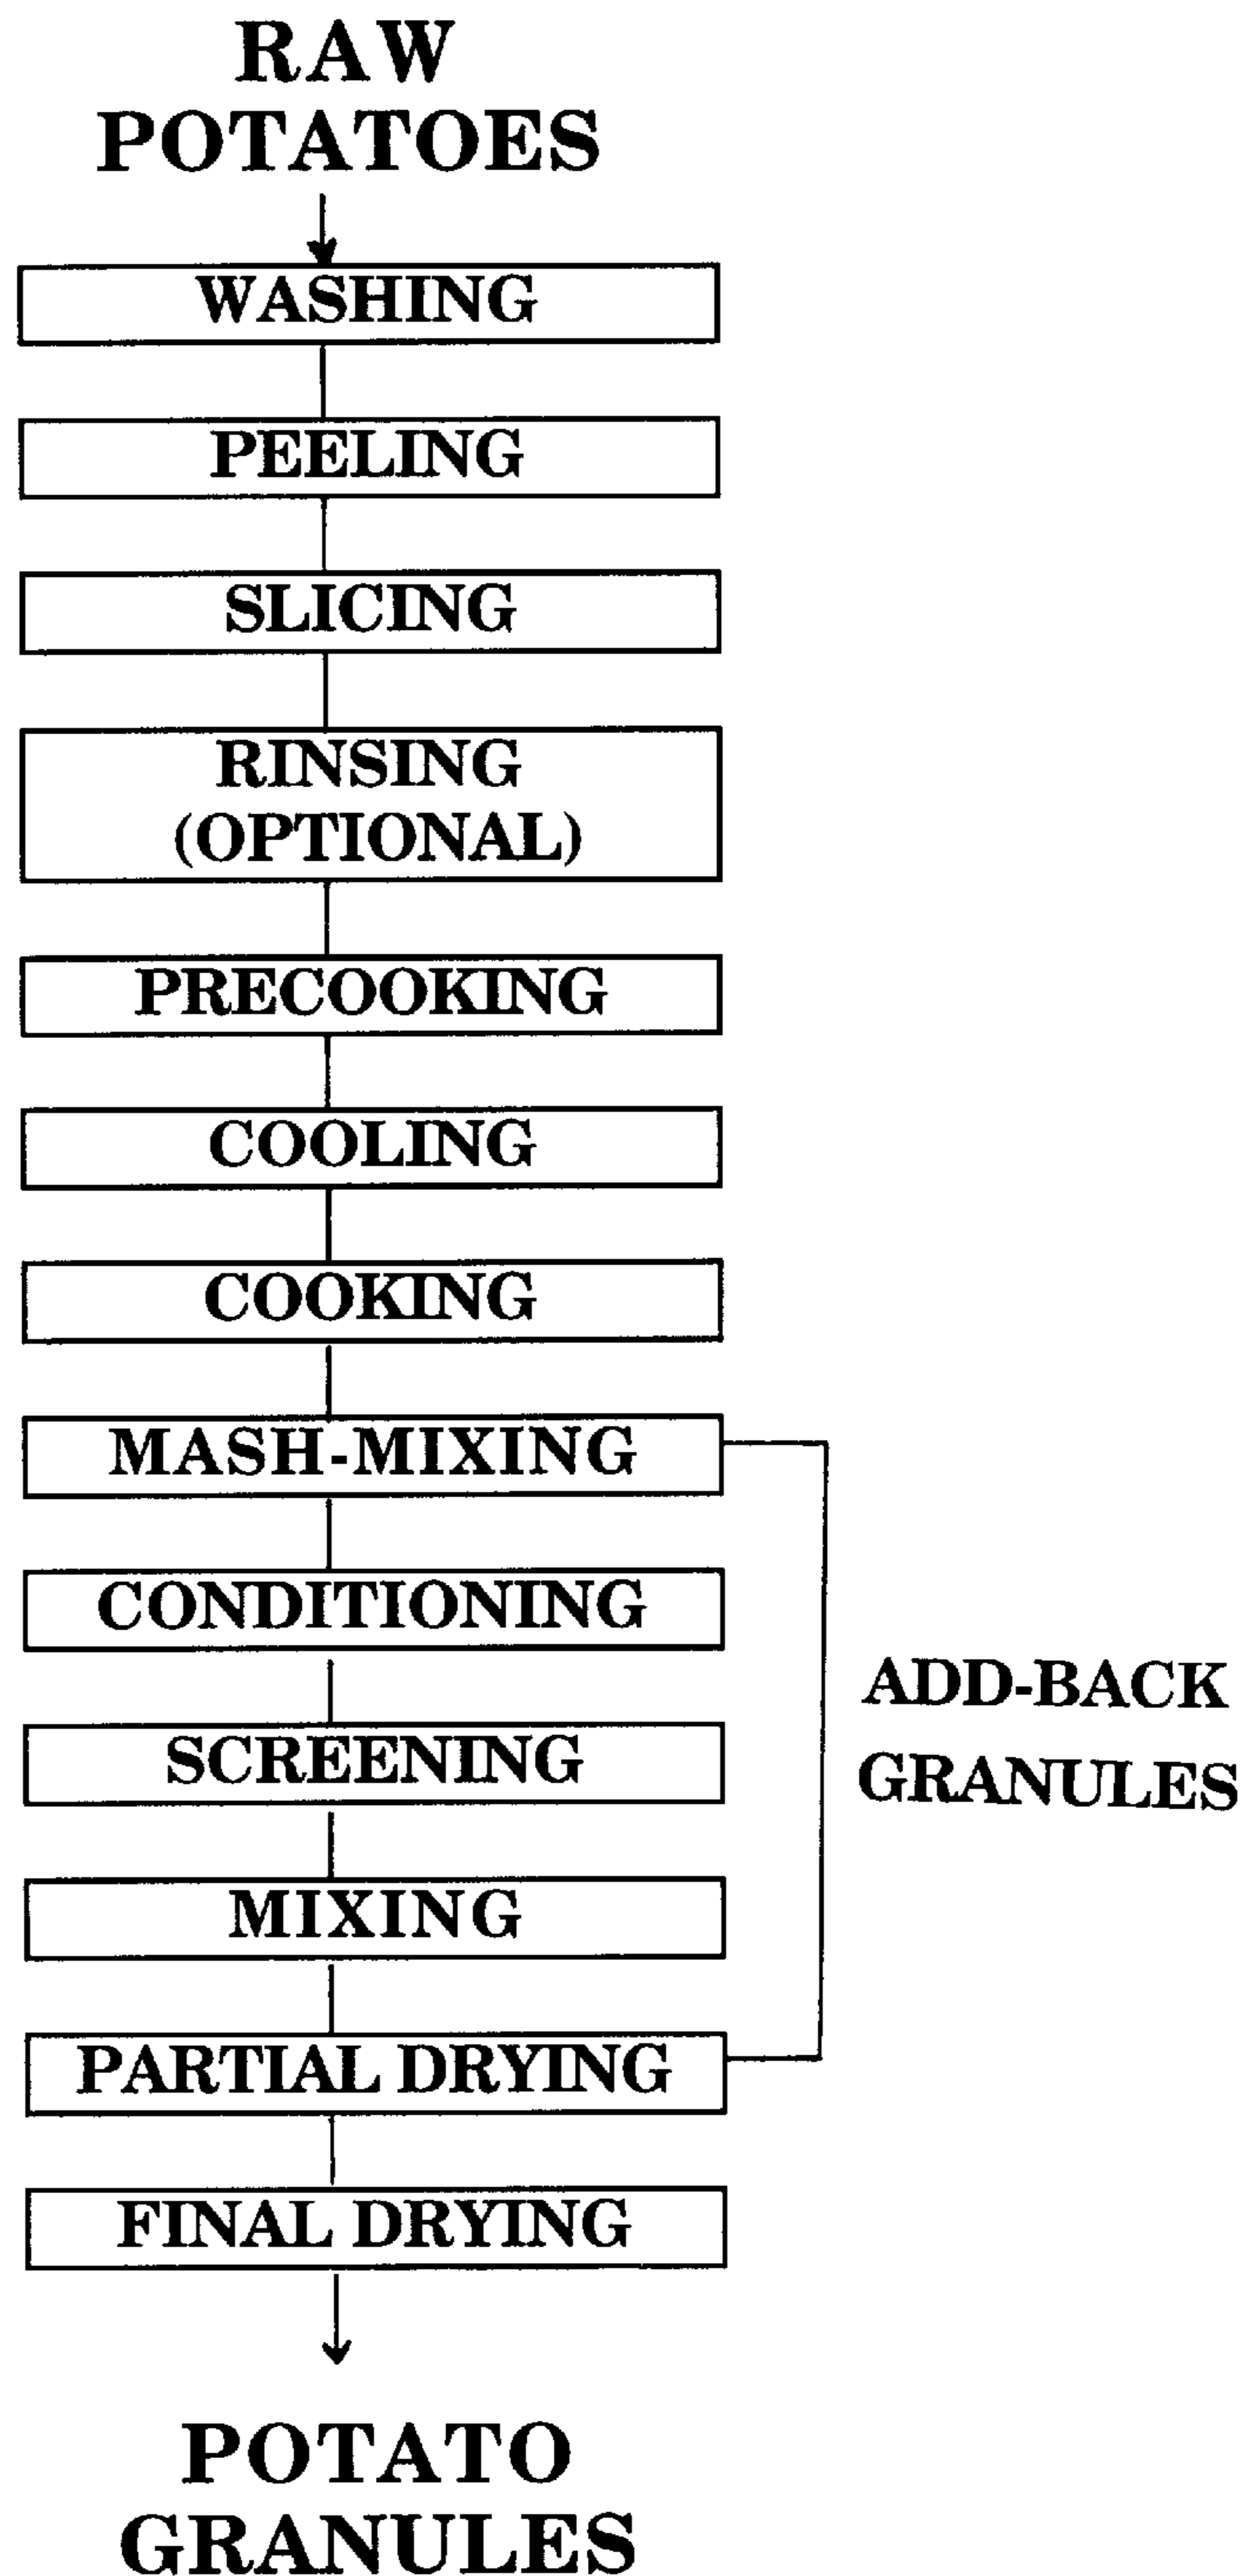 RAW
POTATOES
WASHING
PEELING
SLICING
RINSING
(OPTIONAL)
PRECOOKING
COOLING
COOKING
MASH-MIXING
CONDITIONING
SCREENING
MIXING
PARTIAL DRYING
FINAL DRYING
ADD-BACK
GRANULES
POTATO
GRANULES